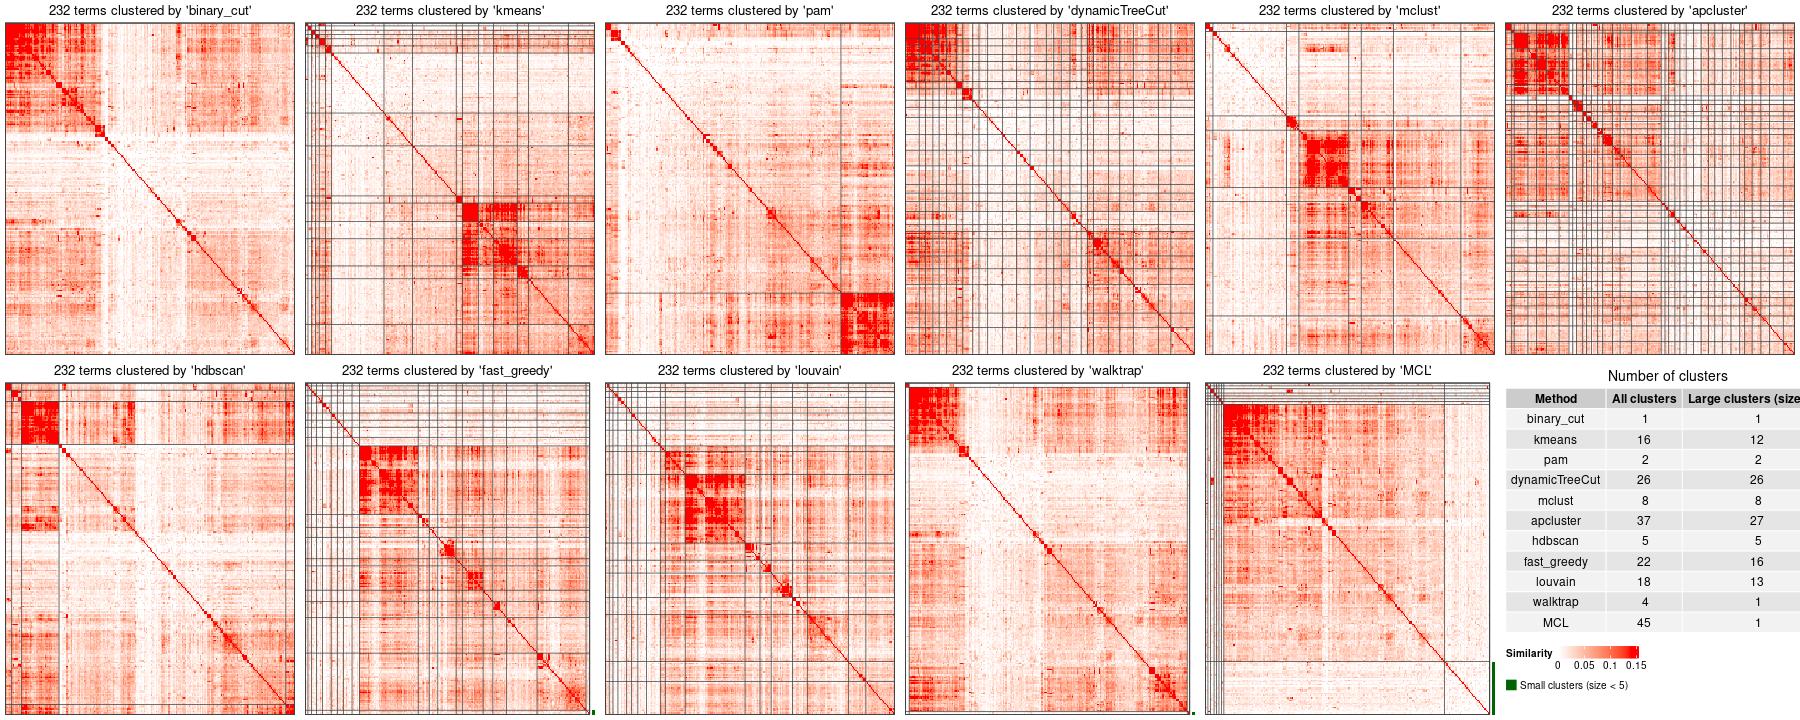 232 terms clustered by 'binary_cut'
232 terms clustered by 'kmeans'
232 terms clustered by 'pam'
232 terms clustered by 'dynamicTreeCut'
232 terms clustered by 'mclust'
232 terms clustered by 'apcluster'
232 terms clustered by 'hdbscan'
232 terms clustered by 'fast_greedy'
232 terms clustered by 'louvain'
232 terms clustered by 'walktrap'
232 terms clustered by 'MCL'
Number of clusters
Method All clusters Large clusters (size
binary_cut 1 1
kmeans 16 12
pam 2 2
dynamicTreeCut 26 26
mclust 8 8
apcluster 37 27
hdbscan 5 5
fast_greedy 22 16
louvain 18 13
walktrap 4 1
MCL 45 1
Similarity
0 0.05 0.1 0.15
Small clusters (size < 5)